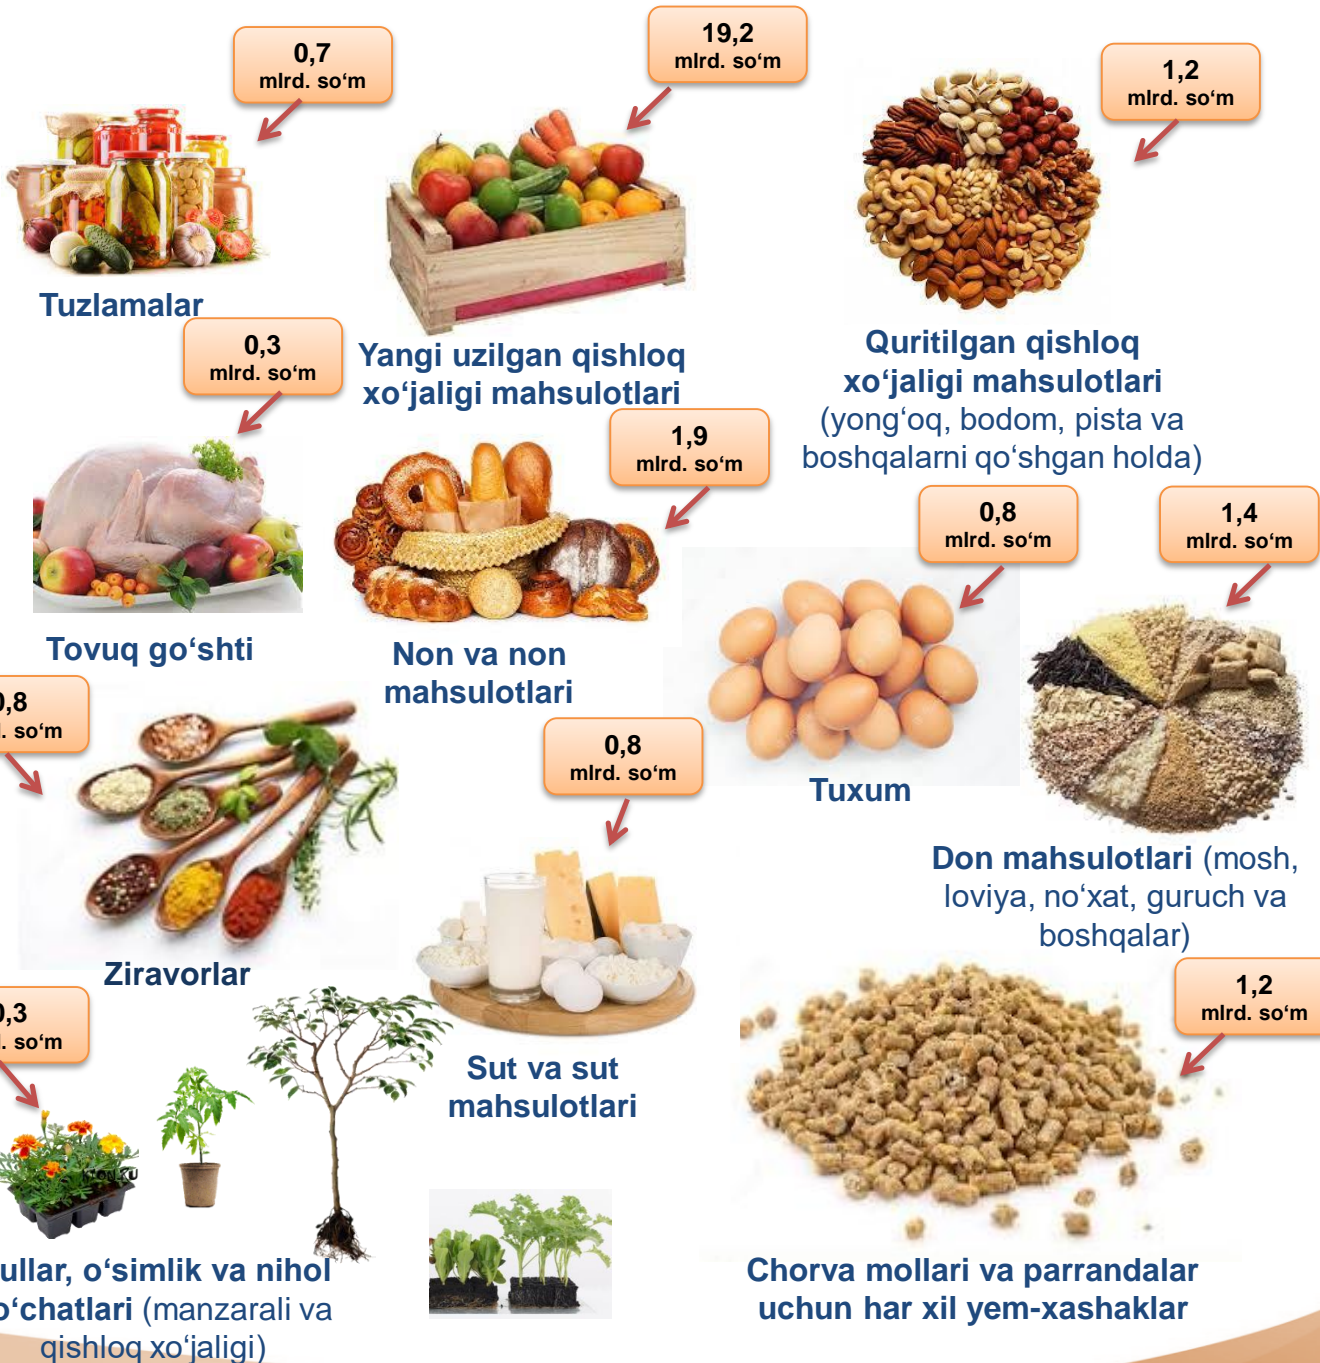 0,7
mlrd. so‘m
19,2
mlrd. so‘m
1,2
mlrd. so‘m
Tuzlamalar
Yangi uzilgan qishloq
xo‘jaligi mahsulotlari
Quritilgan qishloq
xo‘jaligi mahsulotlari
(yong‘oq, bodom, pista va
boshqalarni qo‘shgan holda)
0,3
mlrd. so‘m
1,9
mlrd. so‘m
0,8
mlrd. so‘m
1,4
mlrd. so‘m
Tovuq go‘shti
Non va non
mahsulotlari
Tuxum
Don mahsulotlari (mosh,
loviya, no‘xat, guruch va
boshqalar)
,8
. so‘m
0,8
mlrd. so‘m
Ziravorlar
Sut va sut
mahsulotlari
,3
. so‘m
1,2
mlrd. so‘m
ullar, o‘simlik va nihol
o‘chatlari (manzarali va
qishloq xo‘jaligi)
Chorva mollari va parrandalar
uchun har xil yem-xashaklar